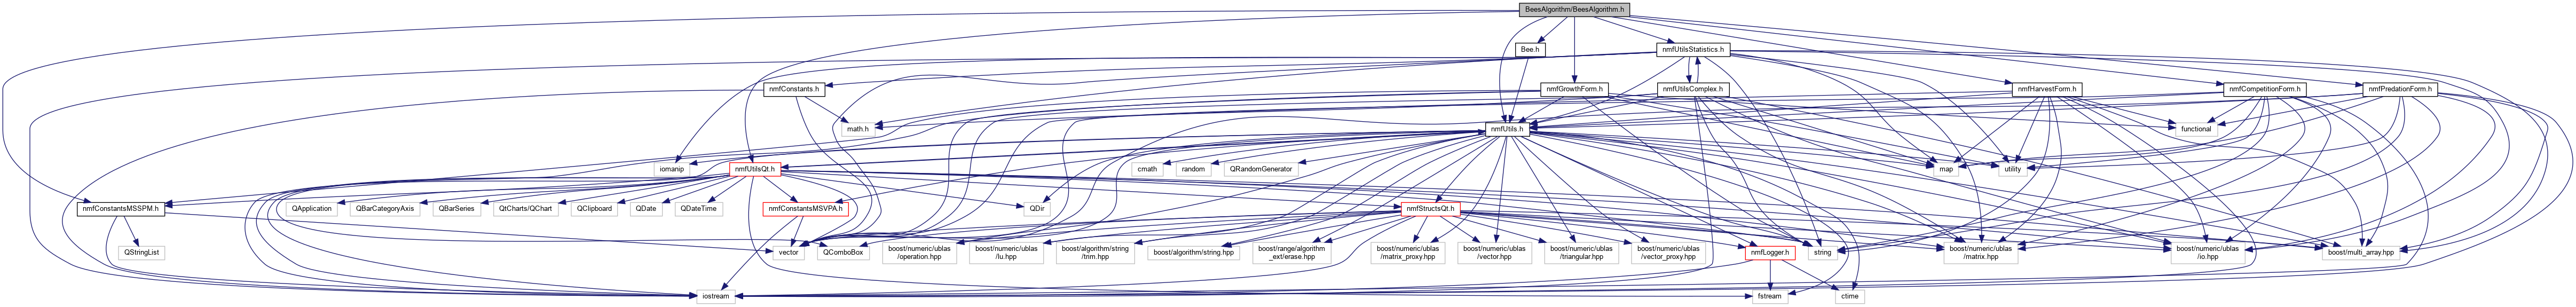 BeesAlgorithm/BeesAlgorithm.h
Bee.h
nmfUtilsStatistics.h
nmfConstants.h
nmfGrowthForm.h
nmfUtilsComplex.h
nmfHarvestForm.h
nmfCompetitionForm.h
nmfPredationForm.h
math.h
nmfUtils.h
functional
iomanip
nmfUtilsQt.h
cmath
random
QRandomGenerator
map
utility
nmfConstantsMSSPM.h
QApplication
QBarCategoryAxis
QBarSeries
QtCharts/QChart
QClipboard
QDate
QDateTime
nmfConstantsMSVPA.h
QDir
nmfStructsQt.h
QStringList
vector
QComboBox
boost/numeric/ublas
/operation.hpp
boost/numeric/ublas
/lu.hpp
boost/algorithm/string
/trim.hpp
boost/algorithm/string.hpp
boost/range/algorithm
_ext/erase.hpp
boost/numeric/ublas
/matrix_proxy.hpp
boost/numeric/ublas
/vector.hpp
boost/numeric/ublas
/triangular.hpp
boost/numeric/ublas
/vector_proxy.hpp
nmfLogger.h
string
boost/numeric/ublas
/matrix.hpp
boost/numeric/ublas
/io.hpp
boost/multi_array.hpp
iostream
fstream
ctime